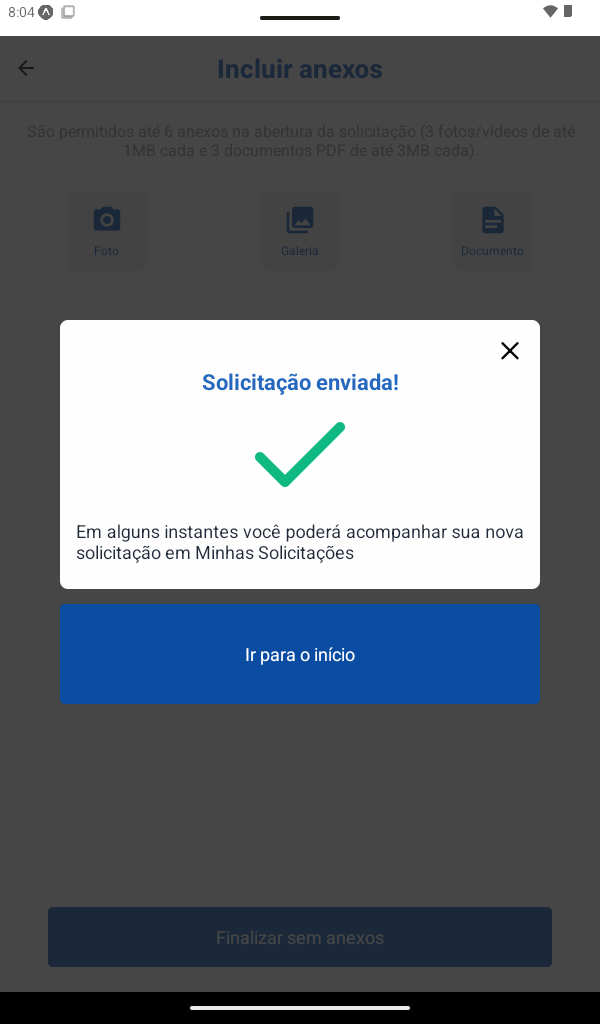 8:04
Incluir anexos
São permitidos até 6 anexos na abertura da solicitação (3 fotos/vídeos de até
1MB cada e 3 documentos PDF de até 3MB cada).
Foto
Galeria
Documento
Solicitação enviada!
Em alguns instantes você poderá acompanhar sua nova
solicitação em Minhas Solicitações
Ir para o início
Finalizar sem anexos